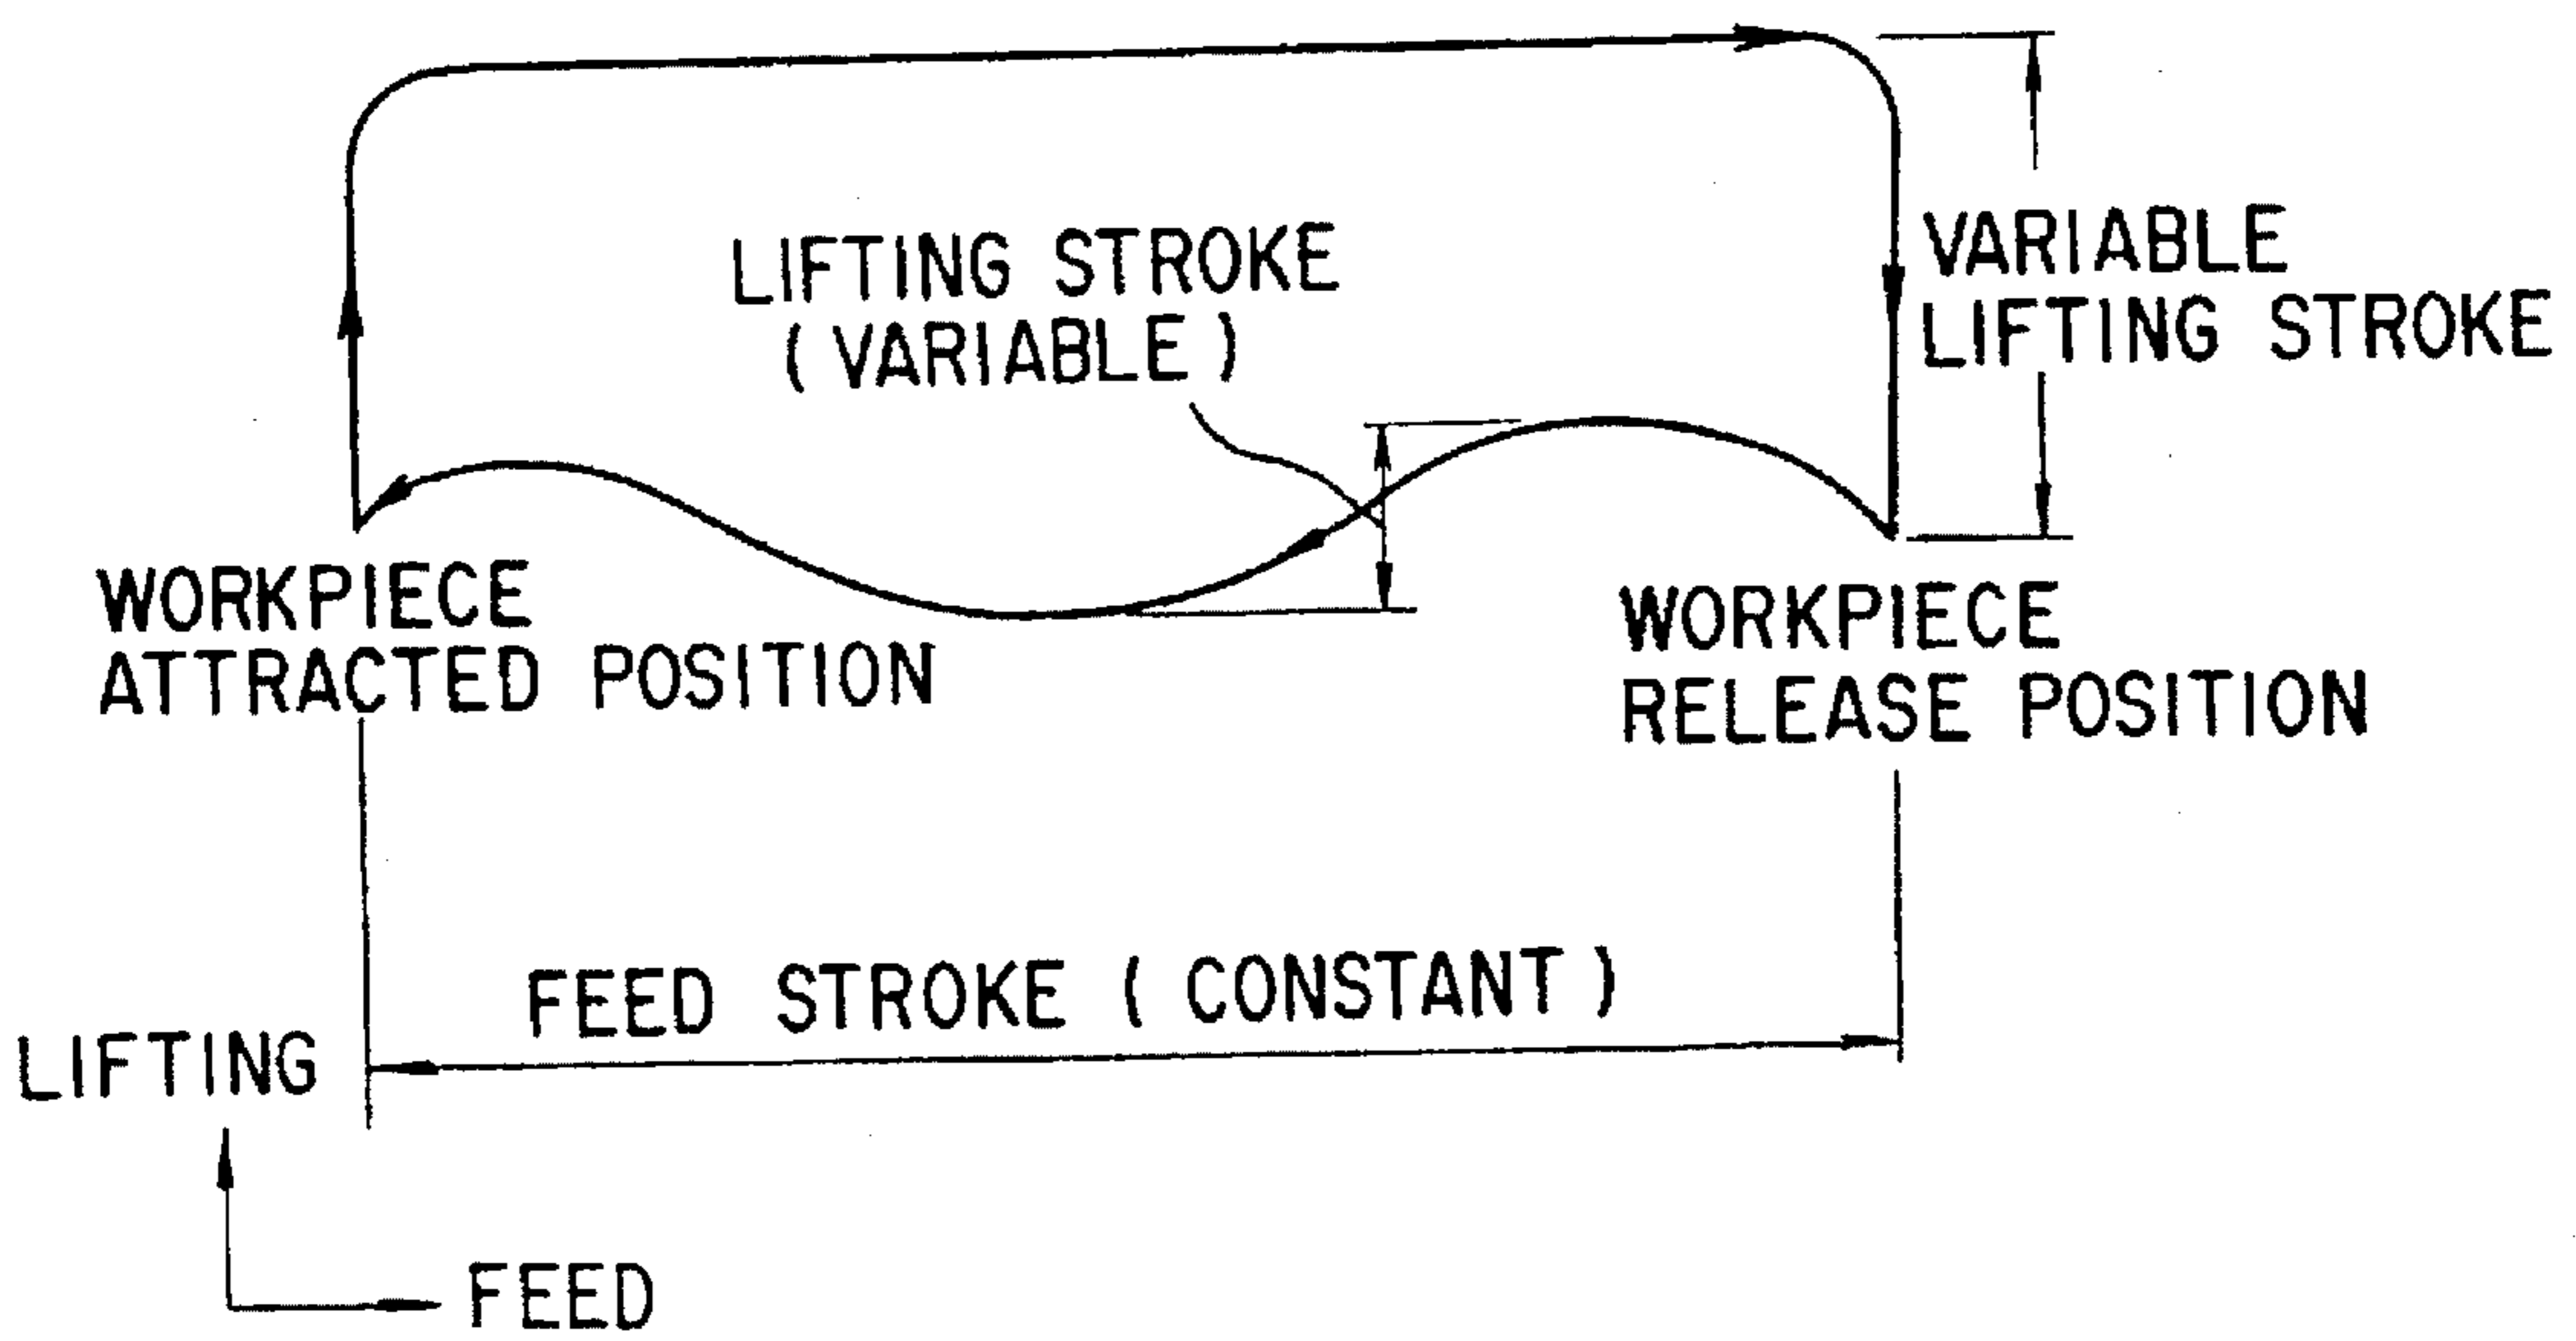 LIFTING STROKE
( VARIABLE )
VARIABLE
LIFTING STROKE
WORKPIECE
ATTRACTED POSITION
WORKPIECE
RELEASE POSITION
FEED STROKE ( CONSTANT )
LIFTING
FEED